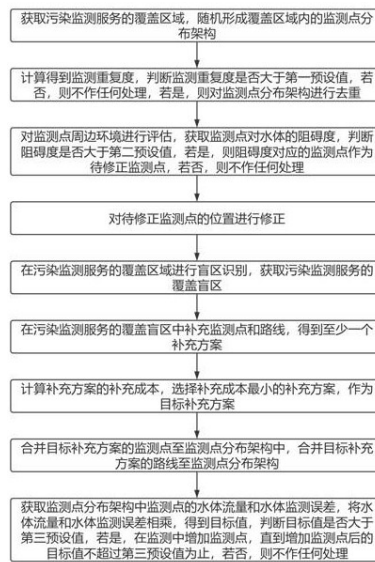 获取污染监测服务的覆盖区域，随机形成覆盖区域内的监测点分
布架构
计算得到监测重复度，判断监测重复度是否大于第一预设值，若
否，则不作任何处理，若是，则对监测点分布架构进行去重
对监测点周边环境进行评估，获取监测点对水体的阻碍度，判断
阻碍度是否大于第二预设值，若是，则阻碍度对应的监测点作为
待修正监测点，若否，则不作任何处理
对待修正监测点的位置进行修正
在污染监测服务的覆盖区域进行盲区识别，获取污染监测服务的
覆盖盲区
在污染监测服务的覆盖盲区中补充监测点和路线，得到至少一个
补充方案
计算补充方案的补充成本，选择补充成本最小的补充方案，作为
目标补充方案
合并目标补充方案的监测点至监测点分布架构中，合并目标补充
方案的路线至监测点分布架构
获取监测点分布架构中监测点的水体流量和水体监测误差，将水
体流量和水体监测误差相乘，得到目标值，判断目标值是否大于
第三预设值，若是，在监测中增加监测点，直到增加监测点后的
目标值不超过第三预设值为止，若否，则不作任何处理